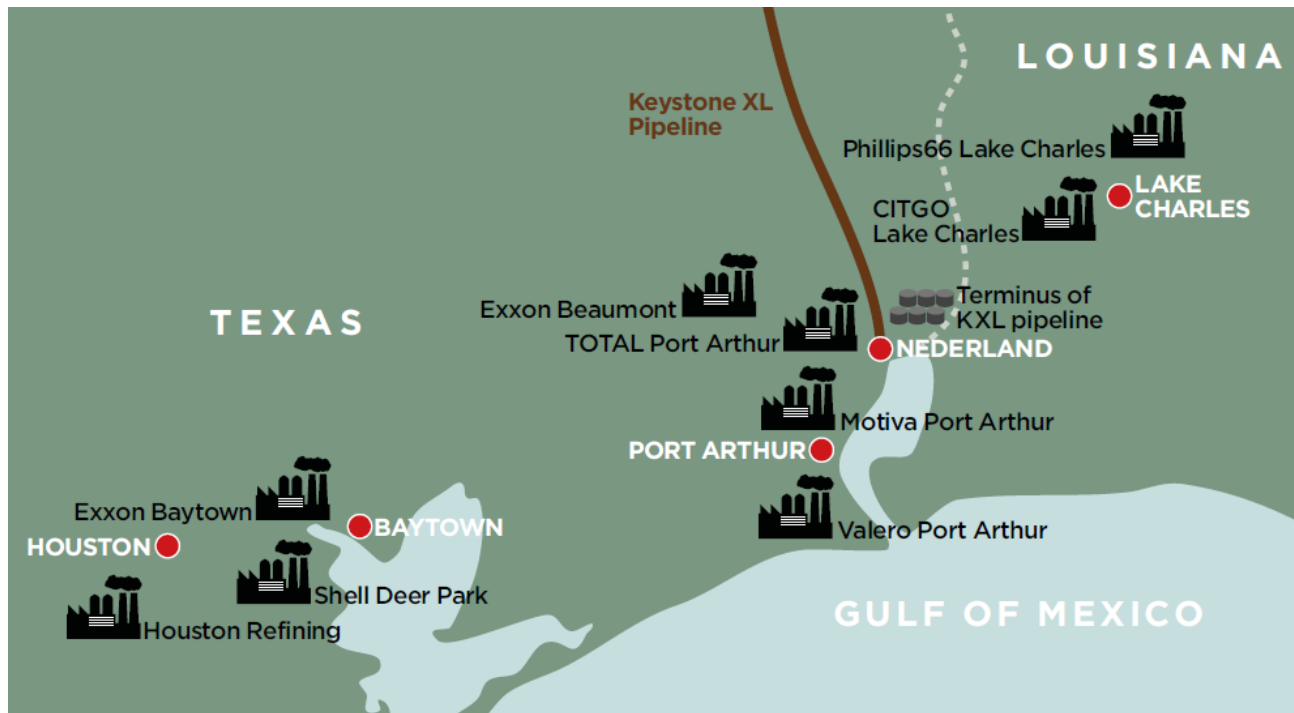 LOUISIANA
Keystone XL
Pipeline
Phillips66 Lake Charles
LAKE
CHARLES
CITGO
Lake Charles
Terminus of
KXL pipeline
Exxon Beaumont
TEXAS
TOTAL Port Arthur
NEDERLAND
Motiva Port Arthur
PORT ARTHUR
Exxon Baytown
BAYTOWN
Valero Port Arthur
HOUSTON
Shell Deer Park
GULF OF MEXICO
Houston Refining